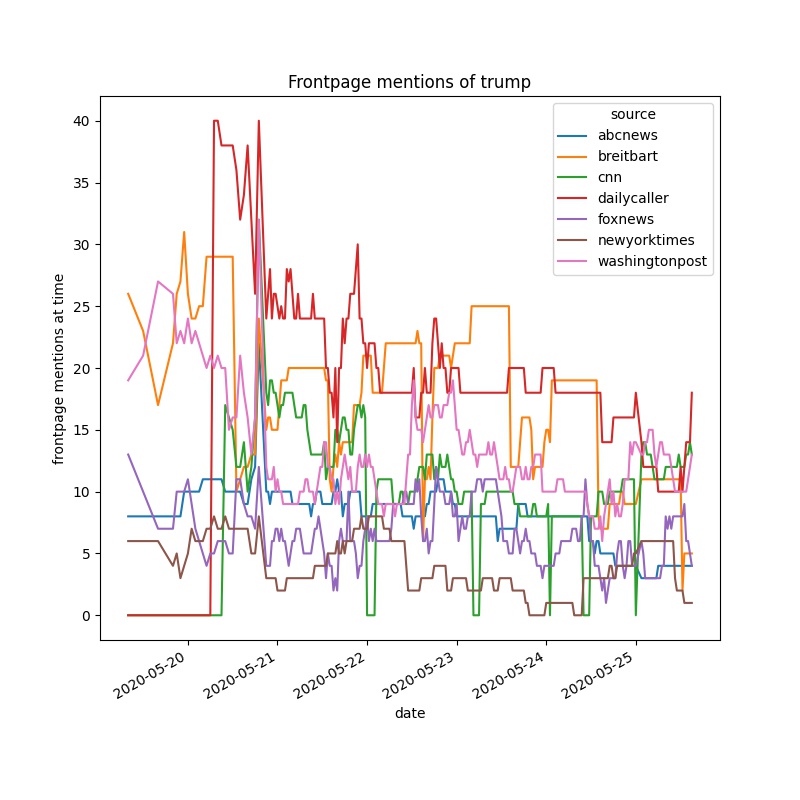 Frontpage mentions of trump
source
abcnews
breitbart
cnn
dailycaller
foxnews
newyorktimes
washingtonpost
frontpage mentions at time
40
35
30
25
20
15
10
5
0
2020-05-20
2020-05-21
2020-05-22
2020-05-23
2020-05-24
2020-05-25
date